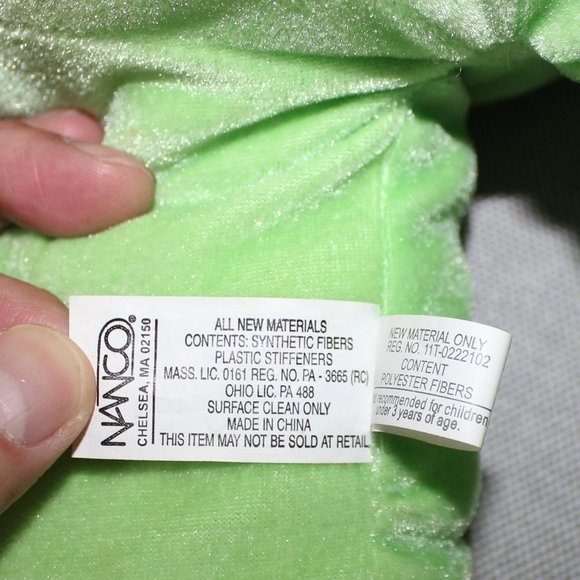 NANCO®
CHELSEA, MA 02150
ALL NEW MATERIALS
CONTENTS: SYNTHETIC FIBERS
PLASTIC STIFFENERS
MASS. LIC. 0161 REG. NO. PA - 3665 (RC)
OHIO LIC. PA 488
SURFACE CLEAN ONLY
MADE IN CHINA
THIS ITEM MAY NOT BE SOLD AT RETAIL
NEW MATERIAL ONLY
REG. NO. 11T-0222102
CONTENT
POLYESTER FIBERS
recommended for children
under 3 years of age.